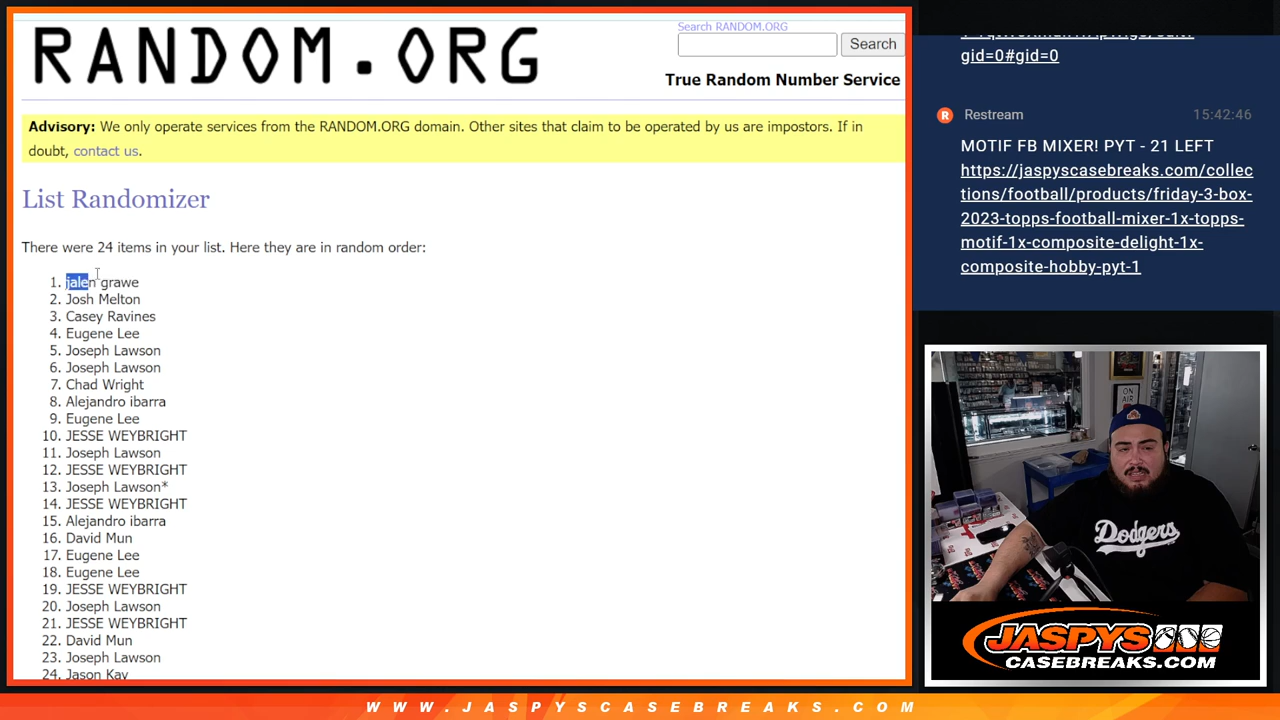 RANDOM.ORG
Search RANDOM.ORG
Search
True Random Number Service
Advisory: We only operate services from the RANDOM.ORG domain. Other sites that claim to be operated by us are impostors. If in
doubt, contact us.
List Randomizer
There were 24 items in your list. Here they are in random order:
1. jalen grawe
2. Josh Melton
3. Casey Ravines
4. Eugene Lee
5. Joseph Lawson
6. Joseph Lawson
7. Chad Wright
8. Alejandro ibarra
9. Eugene Lee
10. JESSE WEYBRIGHT
11. Joseph Lawson
12. JESSE WEYBRIGHT
13. Joseph Lawson*
14. JESSE WEYBRIGHT
15. Alejandro ibarra
16. David Mun
17. Eugene Lee
18. Eugene Lee
19. JESSE WEYBRIGHT
20. Joseph Lawson
21. JESSE WEYBRIGHT
22. David Mun
23. Joseph Lawson
24. Jason Kay
gid=0#gid=0
Restream 15:42:46
MOTIF FB MIXER! PYT - 21 LEFT
https://jaspyscasebreaks.com/collec
tions/football/products/friday-3-box-
2023-topps-football-mixer-1x-topps-
motif-1x-composite-delight-1x-
composite-hobby-pyt-1
ON
AIR
Dodgers
JASPYS
CASEBREAKS.COM
WWW.JASPYSCASEBREAKS.COM